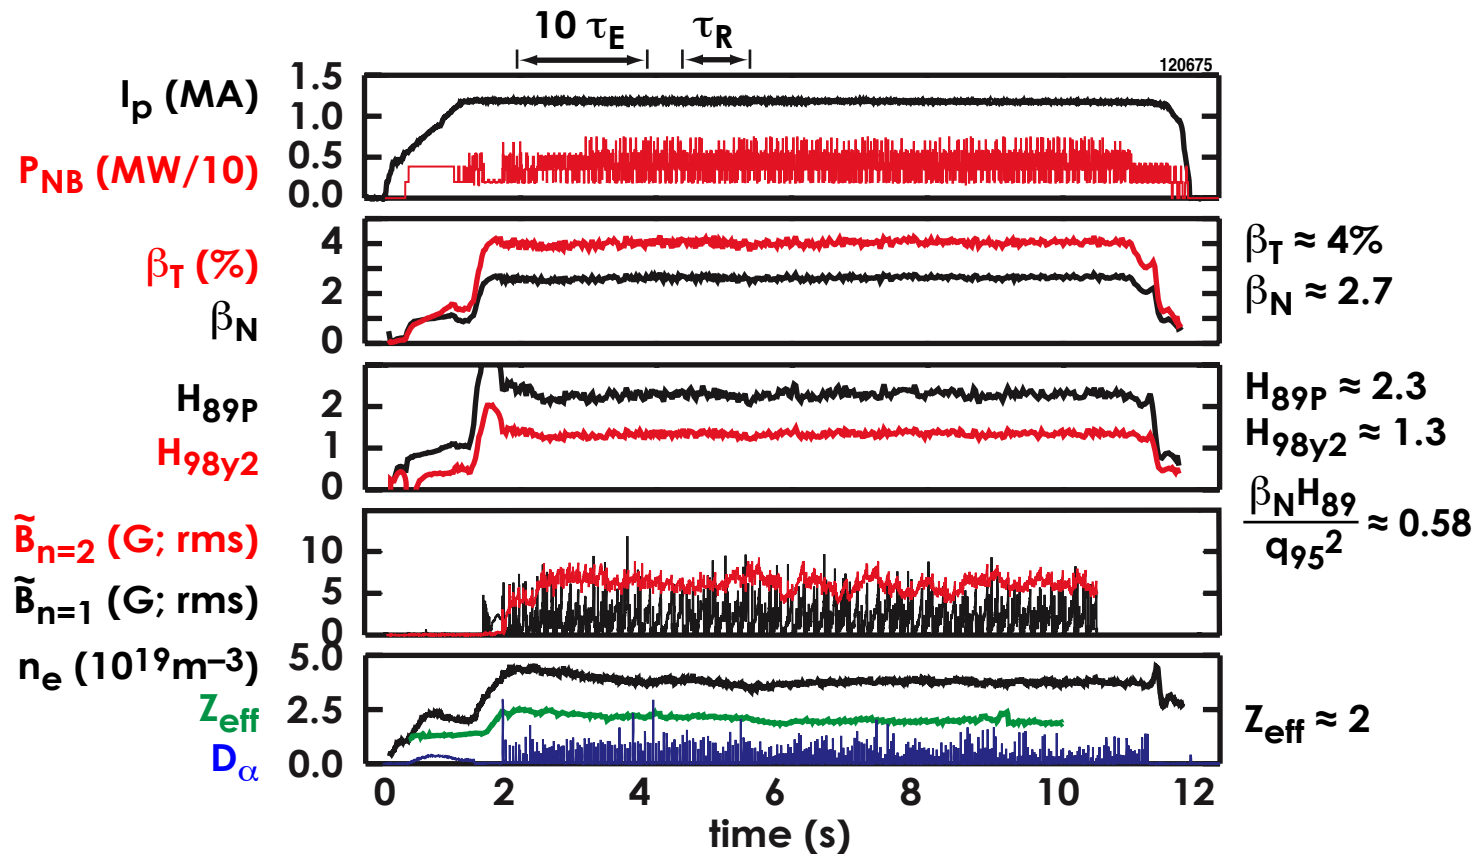 10 τE τR
120675
Ip (MA)
PNB (MW/10)
1.5
1.0
0.5
0.0
βT (%)
βN
4
2
0
βT ≈ 4%
βN ≈ 2.7
H89P
H98y2
2
1
0
H89P ≈ 2.3
H98y2 ≈ 1.3
βNH89
q95² ≈ 0.58
B̃n=2 (G; rms)
B̃n=1 (G; rms)
10
5
0
ne (10¹⁹m⁻³)
Zeff
Dα
5.0
2.5
0.0
Zeff ≈ 2
0 2 4 6 8 10 12
time (s)